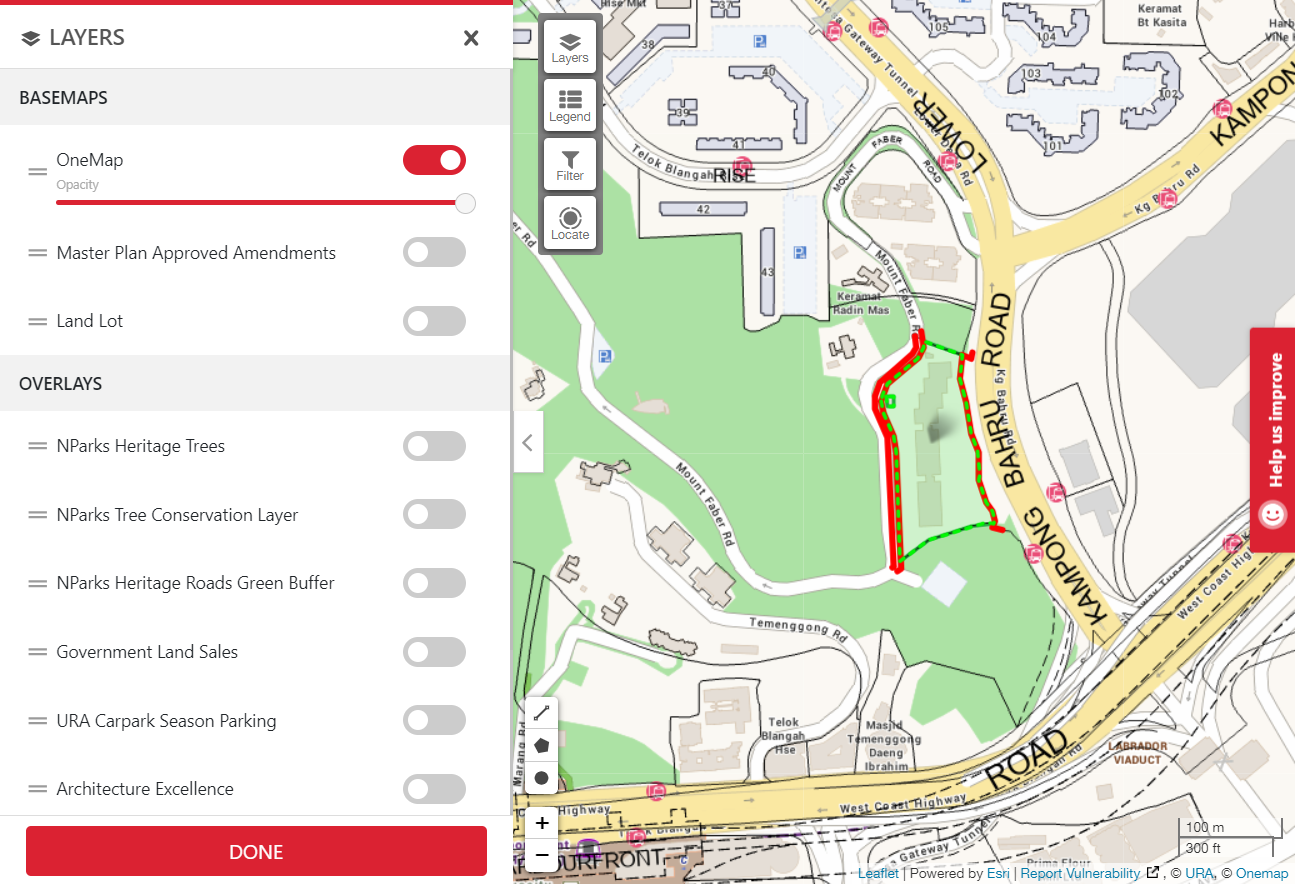 LAYERS
BASEMAPS
OneMap
Opacity
Master Plan Approved Amendments
Land Lot
OVERLAYS
NParks Heritage Trees
NParks Tree Conservation Layer
NParks Heritage Roads Green Buffer
Government Land Sales
URA Carpark Season Parking
Architecture Excellence
DONE
Layers
Legend
Filter
Locate
Rise Mkt
37
38
P
40
39
41
Telok Blangah
RISE
42
43
P
105
104
103
102
101
Keramat
Bt Kasita
Gateway Tunnel
LOWER
ROAD
KAMPON
Kg Bahru Rd
MOUNT
FABER
ROAD
Mount Faber
Keramat
Radin Mas
P
Mount Faber Rd
ROAD
Kg Bahru Rd
BAHRU
KAMPONG
Help us improve
Temenggong Rd
Telok
Blangah
Hse
Masjid
Temenggong
Daeng
Ibrahim
Marang Rd
West Coast High
LABRADOR
VIADUCT
ROAD
West Coast Highway
Highway
Gateway Tunnel
+
−
100 m
300 ft
Leaflet | Powered by Esri | Report Vulnerability , © URA, © Onemap